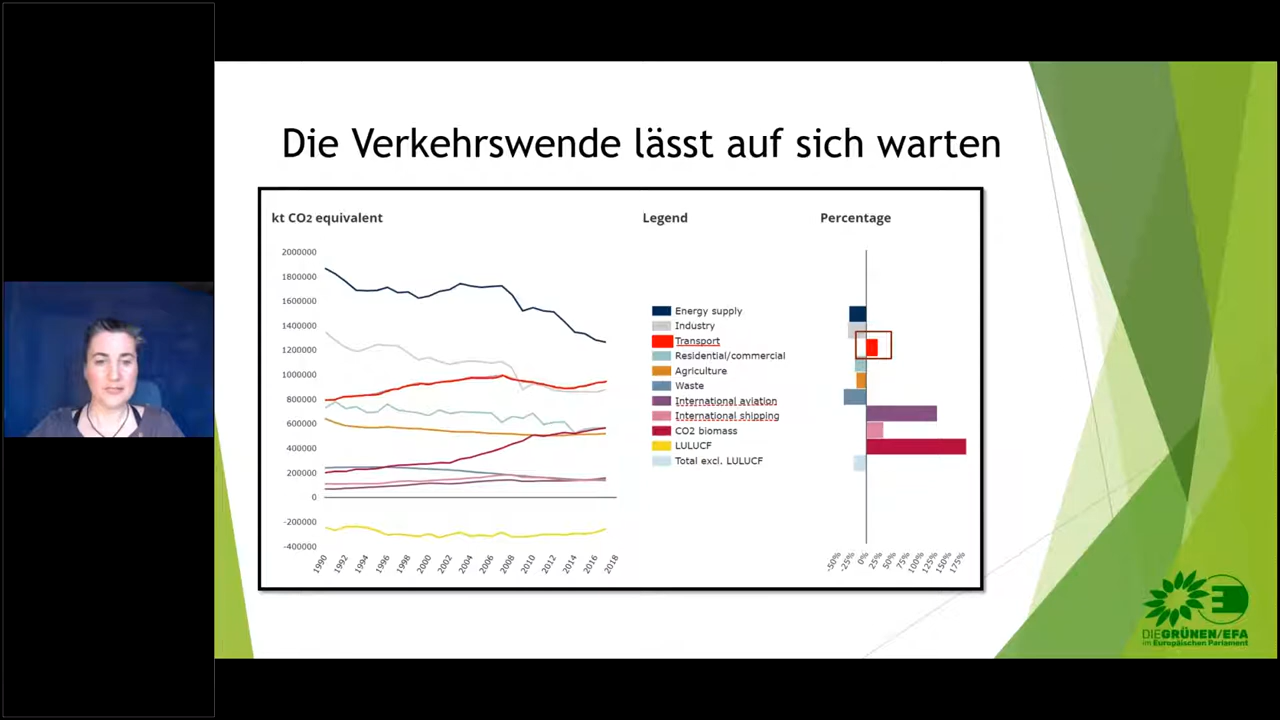 Die Verkehrswende lässt auf sich warten
kt CO2 equivalent
Legend
Percentage
2000000
1800000
1600000
1400000
1200000
1000000
800000
600000
400000
200000
0
-200000
-400000
1990
1992
1994
1996
1998
2000
2002
2004
2006
2008
2010
2012
2014
2016
2018
Energy supply
Industry
Transport
Residential/commercial
Agriculture
Waste
International aviation
International shipping
CO2 biomass
LULUCF
Total excl. LULUCF
-50%
-25%
0%
25%
50%
75%
100%
125%
150%
175%
DIE GRÜNEN/EFA
im Europäischen Parlament